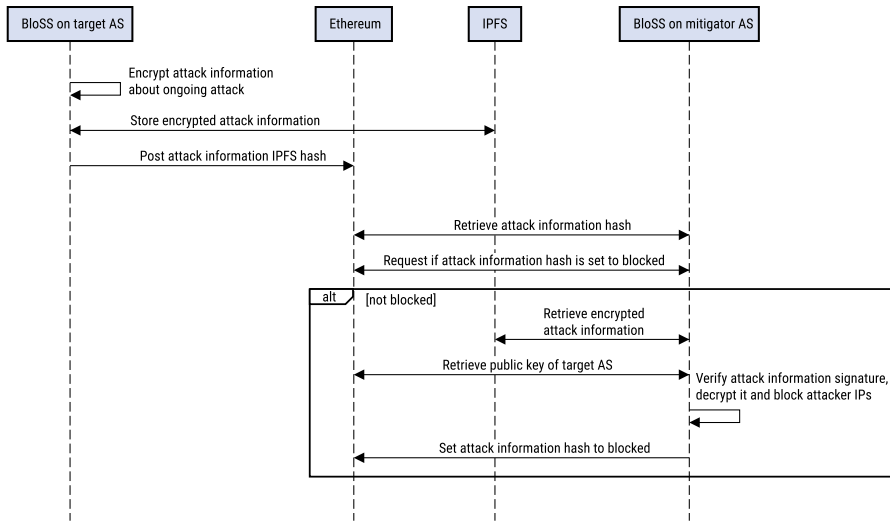 BloSS on target AS
Ethereum
IPFS
BloSS on mitigator AS
Encrypt attack information
about ongoing attack
Store encrypted attack information
Post attack information IPFS hash
Retrieve attack information hash
Request if attack information hash is set to blocked
alt
[not blocked]
Retrieve encrypted
attack information
Retrieve public key of target AS
Verify attack information signature,
decrypt it and block attacker IPs
Set attack information hash to blocked